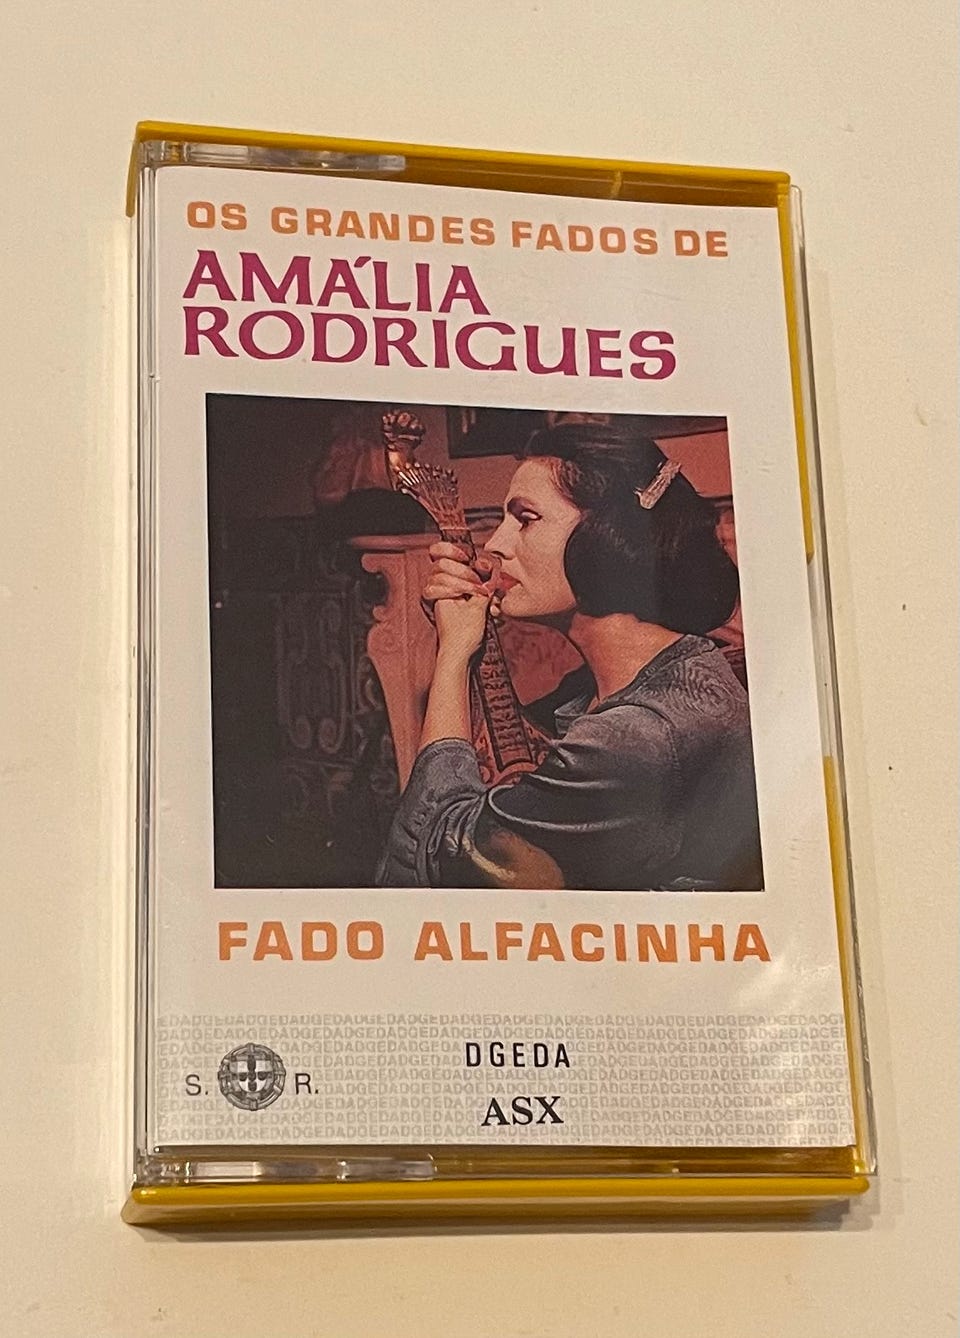 OS GRANDES FADOS DE
AMÁLIA
RODRIGUES
FADO ALFACINHA
DGEDA
S. R.
ASX